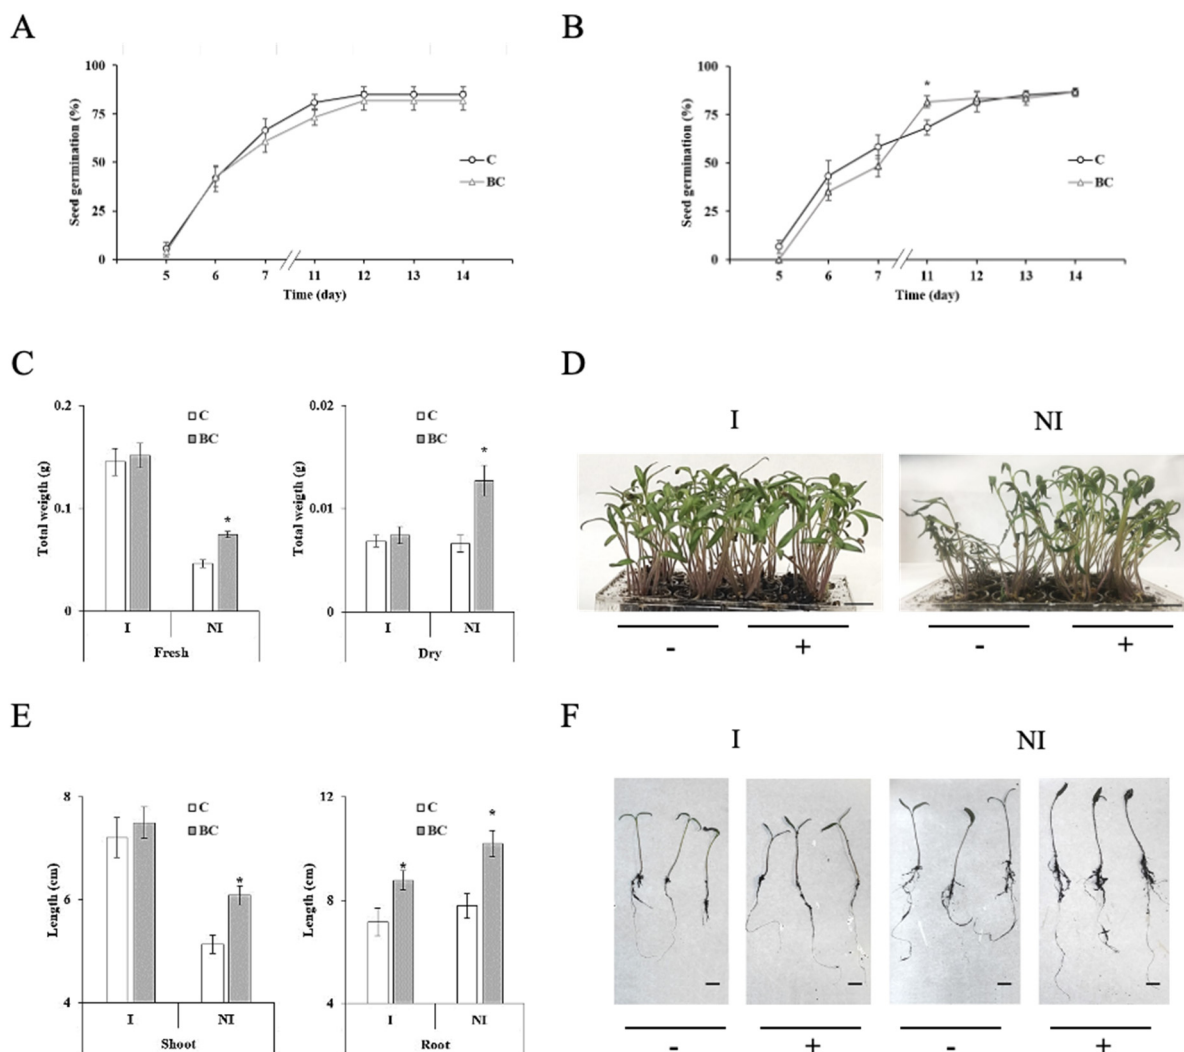 A
B
100
75
50
25
0
Seed germination (%)
C
BC
5 6 7 11 12 13 14
Time (day)
100
75
50
25
0
Seed germination (%)
*
C
BC
5 6 7 11 12 13 14
Time (day)
C
D
0.2
0.1
0
Total weigth (g)
C
BC
*
I NI
Fresh
0.02
0.01
0
Total weigth (g)
C
BC
*
I NI
Dry
I NI
- + - +
E
F
8
6
4
Length (cm)
C
BC
*
I NI
Shoot
12
8
4
Length (cm)
C
BC
* *
I NI
Root
I NI
- + - +